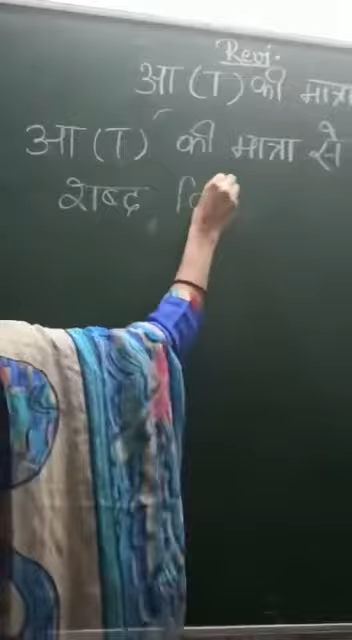 Revi.
आ (ा) की मात्रा
आ (ा) की मात्रा से
शब्द